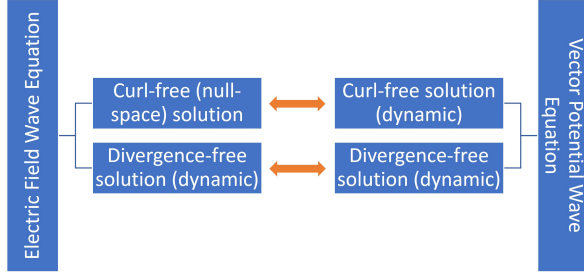 Electric Field Wave Equation
Curl-free (null-
space) solution
Divergence-free
solution (dynamic)
Curl-free solution
(dynamic)
Divergence-free
solution (dynamic)
Vector Potential Wave
Equation